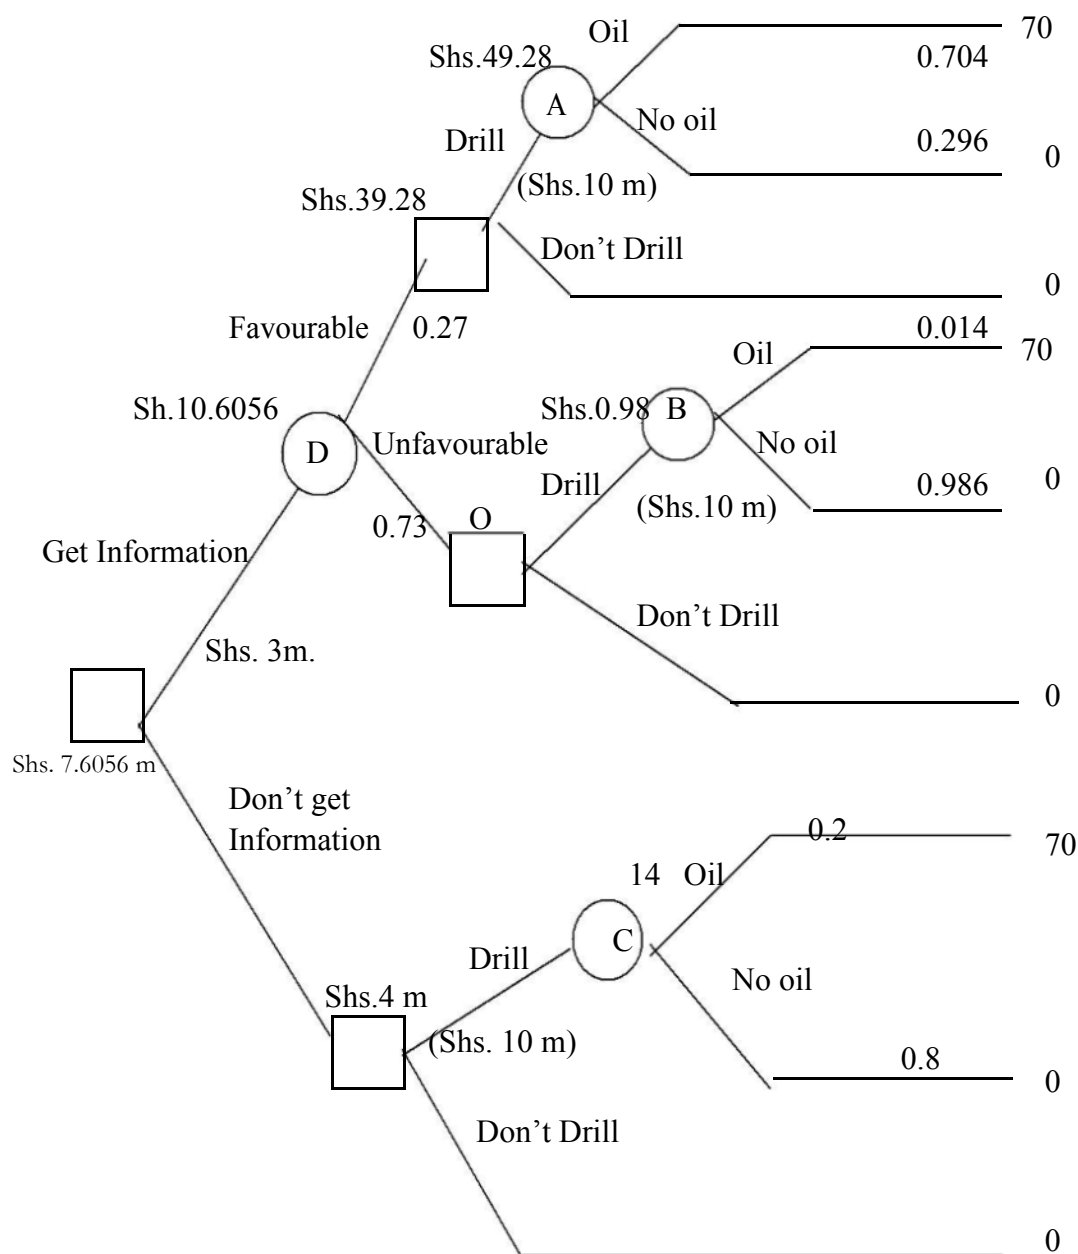 Oil
70
Shs.49.28
0.704
A
No oil
Drill
0.296
0
(Shs.10 m)
Shs.39.28
Don’t Drill
0
Favourable
0.27
0.014
Oil
70
Sh.10.6056
Shs.0.98
B
D
Unfavourable
No oil
Drill
0.986
0
(Shs.10 m)
0.73
O
Get Information
Don’t Drill
Shs. 3m.
0
Shs. 7.6056 m
Don’t get
Information
0.2
70
14
Oil
C
Drill
No oil
Shs.4 m
(Shs. 10 m)
0.8
0
Don’t Drill
0